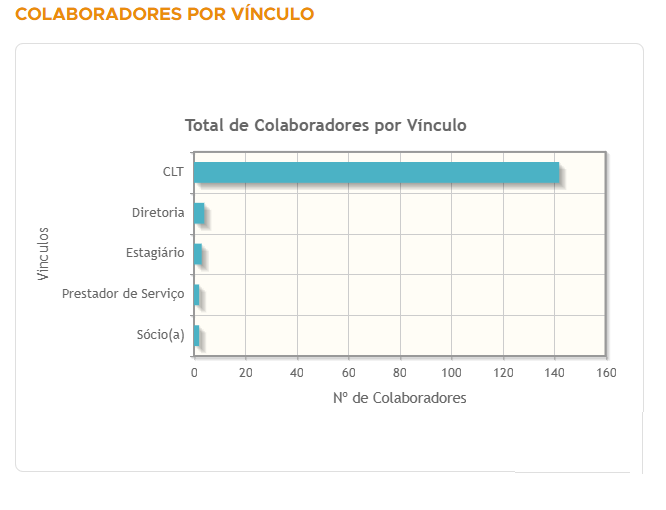 COLABORADORES POR VÍNCULO
Total de Colaboradores por Vínculo
Vínculos
CLT
Diretoria
Estagiário
Prestador de Serviço
Sócio(a)
0 20 40 60 80 100 120 140 160
Nº de Colaboradores